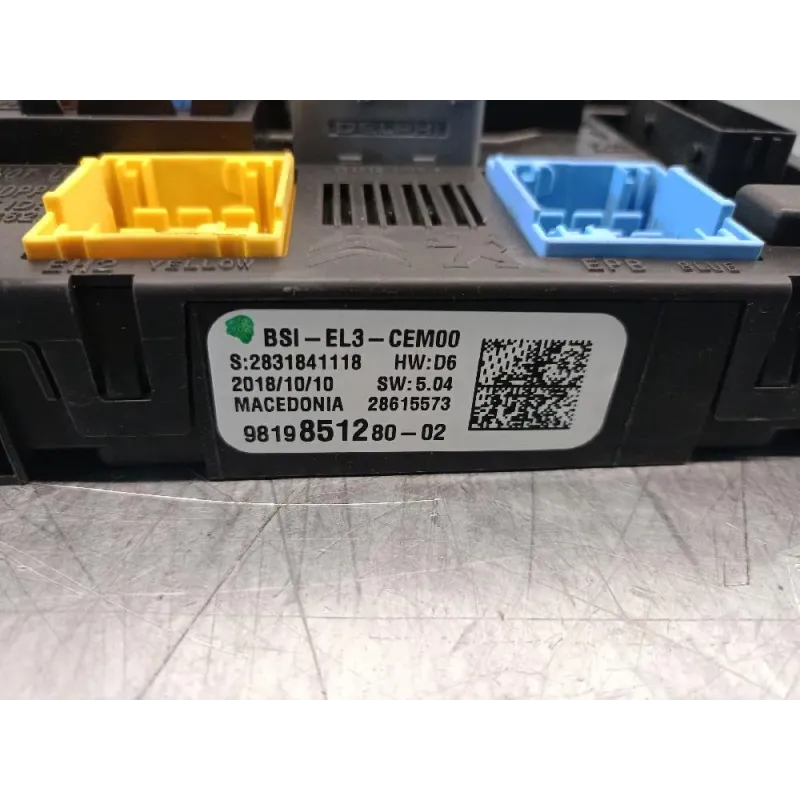 DELPHI
EH2 YELLOW
EPB BLUE
BSI-EL3-CEM00
S:2831841118 HW:D6
2018/10/10 SW:5.04
MACEDONIA 28615573
9819851280-02